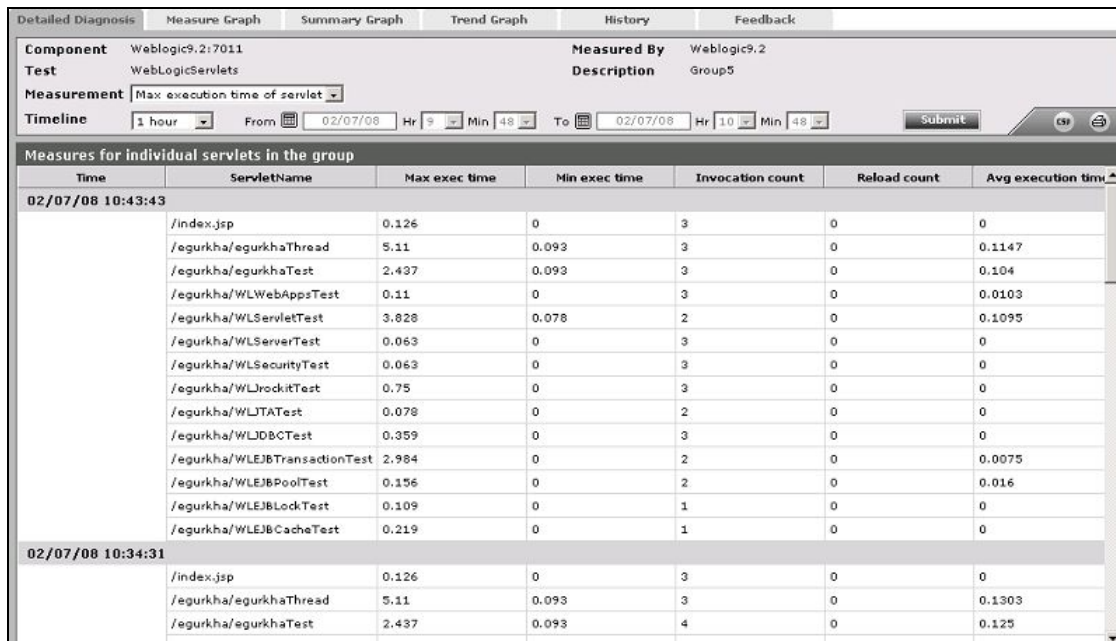 Detailed Diagnosis Measure Graph Summary Graph Trend Graph History Feedback
Component Weblogic9.2:7011 Measured By Weblogic9.2
Test WebLogicServlets Description Group5
Measurement Max execution time of servlet
Timeline 1 hour From 02/07/08 Hr 9 Min 48 To 02/07/08 Hr 10 Min 48 Submit CSV
Measures for individual servlets in the group
Time ServletName Max exec time Min exec time Invocation count Reload count Avg execution time
02/07/08 10:43:43
/index.jsp 0.126 0 3 0 0
/egurkha/egurkhaThread 5.11 0.093 3 0 0.1147
/egurkha/egurkhaTest 2.437 0.093 3 0 0.104
/egurkha/WLWebAppsTest 0.11 0 3 0 0.0103
/egurkha/WLServletTest 3.828 0.078 2 0 0.1095
/egurkha/WLServerTest 0.063 0 3 0 0
/egurkha/WLSecurityTest 0.063 0 3 0 0
/egurkha/WLJrockitTest 0.75 0 3 0 0
/egurkha/WLJTATest 0.078 0 2 0 0
/egurkha/WLJDBCTest 0.359 0 3 0 0
/egurkha/WLEJBTransactionTest 2.984 0 2 0 0.0075
/egurkha/WLEJBPoolTest 0.156 0 2 0 0.016
/egurkha/WLEJBLockTest 0.109 0 1 0 0
/egurkha/WLEJBCacheTest 0.219 0 1 0 0
02/07/08 10:34:31
/index.jsp 0.126 0 3 0 0
/egurkha/egurkhaThread 5.11 0.093 3 0 0.1303
/egurkha/egurkhaTest 2.437 0.093 4 0 0.125